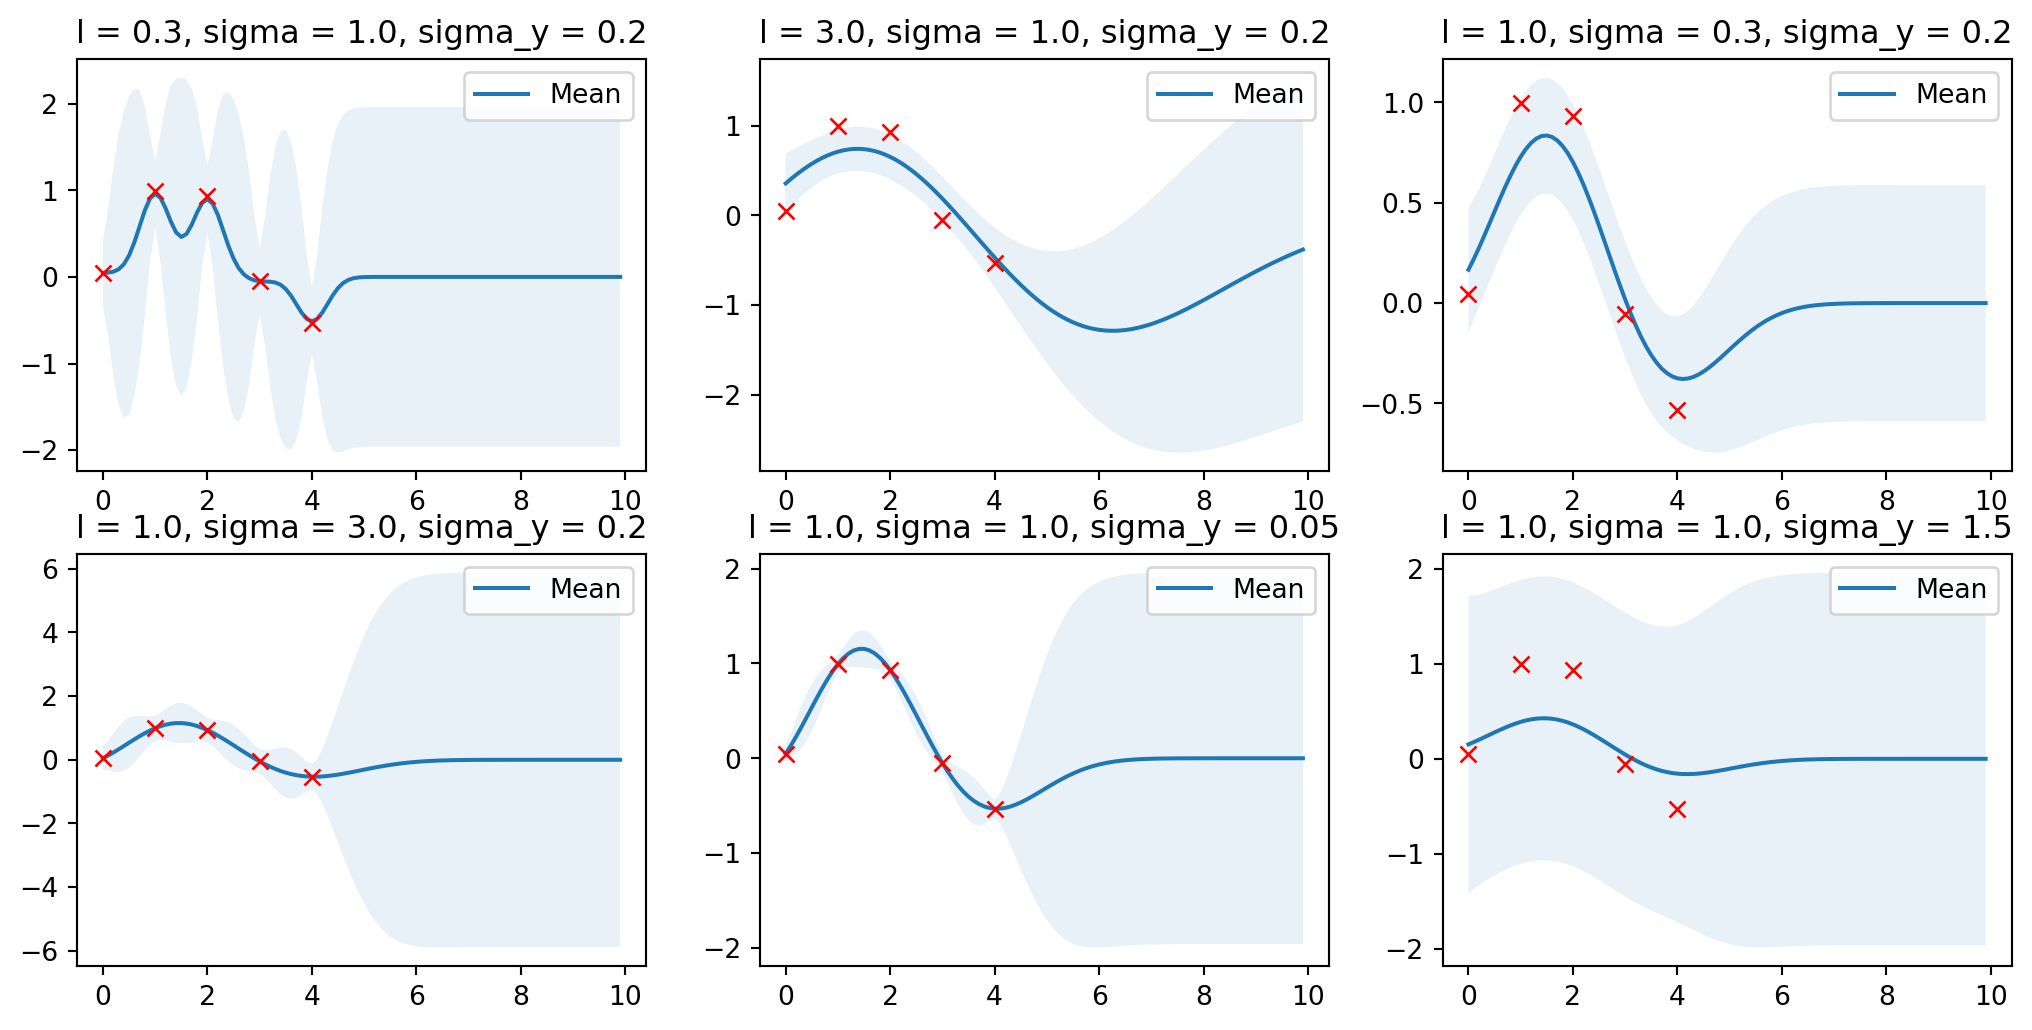 l = 0.3, sigma = 1.0, sigma_y = 0.2
Mean
2
1
0
−1
−2
0 2 4 6 8 10
l = 3.0, sigma = 1.0, sigma_y = 0.2
Mean
1
0
−1
−2
0 2 4 6 8 10
l = 1.0, sigma = 0.3, sigma_y = 0.2
Mean
1.0
0.5
0.0
−0.5
0 2 4 6 8 10
l = 1.0, sigma = 3.0, sigma_y = 0.2
Mean
6
4
2
0
−2
−4
−6
0 2 4 6 8 10
l = 1.0, sigma = 1.0, sigma_y = 0.05
Mean
2
1
0
−1
−2
0 2 4 6 8 10
l = 1.0, sigma = 1.0, sigma_y = 1.5
Mean
2
1
0
−1
−2
0 2 4 6 8 10